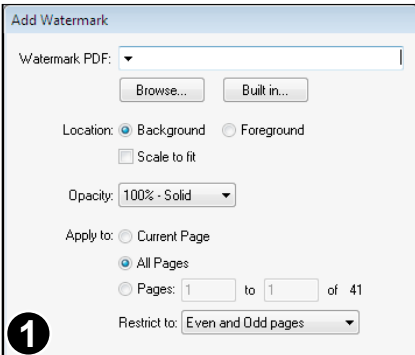 Add Watermark
Watermark PDF:
Browse... Built in...
Location: Background Foreground
Scale to fit
Opacity: 100% - Solid
Apply to: Current Page
All Pages
Pages: 1 to 1 of 41
Restrict to: Even and Odd pages
1